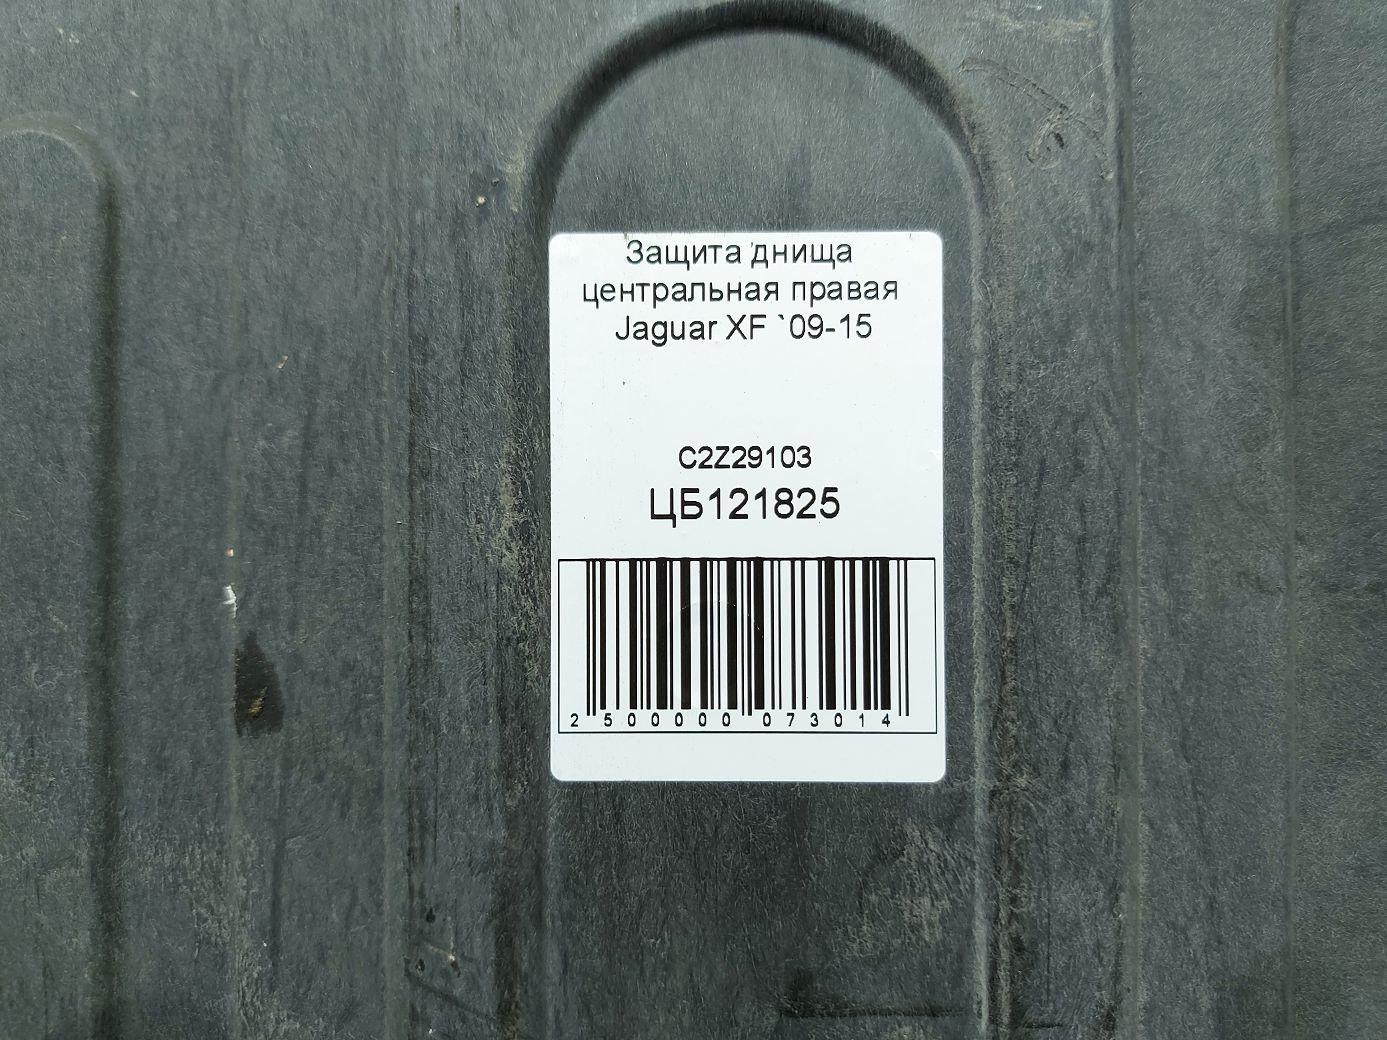 Защита днища
центральная правая
Jaguar XF `09-15
C2Z29103
ЦБ121825
2 500000 073014